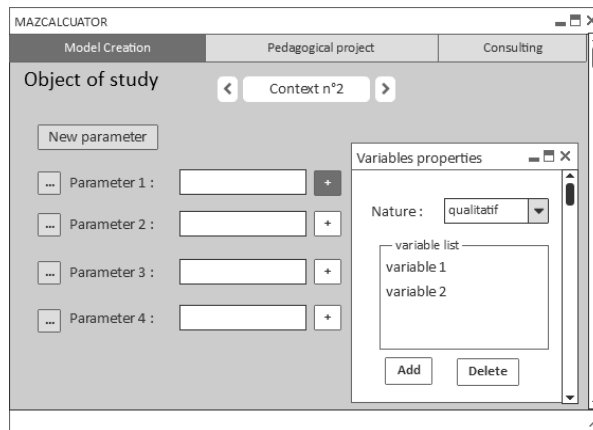 MAZCALCUATOR
Model Creation Pedagogical project Consulting
Object of study
< Context n°2 >
New parameter
... Parameter 1 : +
... Parameter 2 : +
... Parameter 3 : +
... Parameter 4 : +
Variables properties
Nature : qualitatif
variable list
variable 1
variable 2
Add Delete